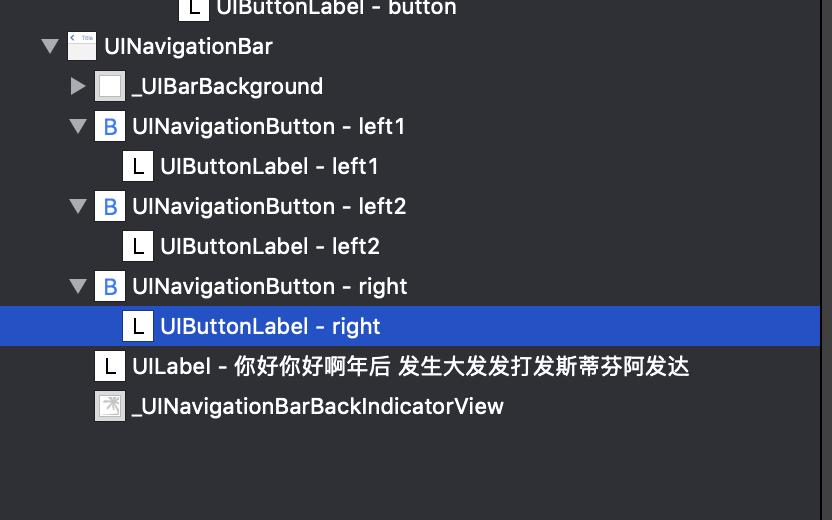 L UIButtonLabel - button
< Title
UINavigationBar
_UIBarBackground
B UINavigationButton - left1
L UIButtonLabel - left1
B UINavigationButton - left2
L UIButtonLabel - left2
B UINavigationButton - right
L UIButtonLabel - right
L UILabel - 你好你好啊年后 发生大发发打发斯蒂芬阿发达
_UINavigationBarBackIndicatorView